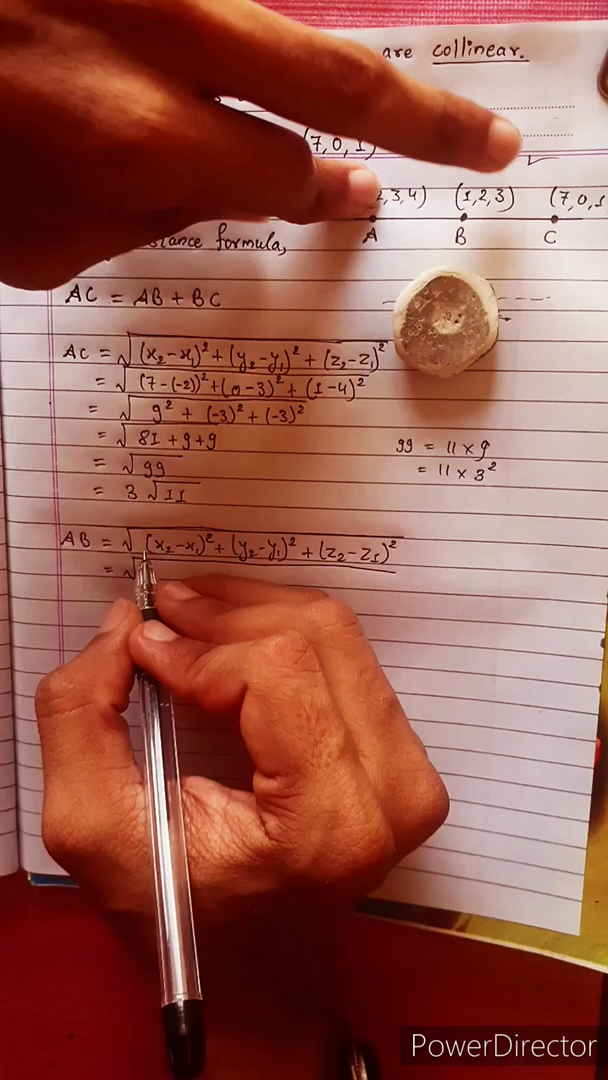 are collinear.
(7,0,1)
2,3,4) (1,2,3) (7,0,1
A B C
distance formula,
AC = AB + BC
AC = √(x₂-x₁)² + (y₂-y₁)² + (z₂-z₁)²
= √(7-(-2))² + (0-3)² + (1-4)²
= √9² + (-3)² + (-3)²
= √81 + 9 + 9
= √99
= 3√11
99 = 11 × 9
= 11 × 3²
AB = √(x₂-x₁)² + (y₂-y₁)² + (z₂-z₁)²
= √
PowerDirector